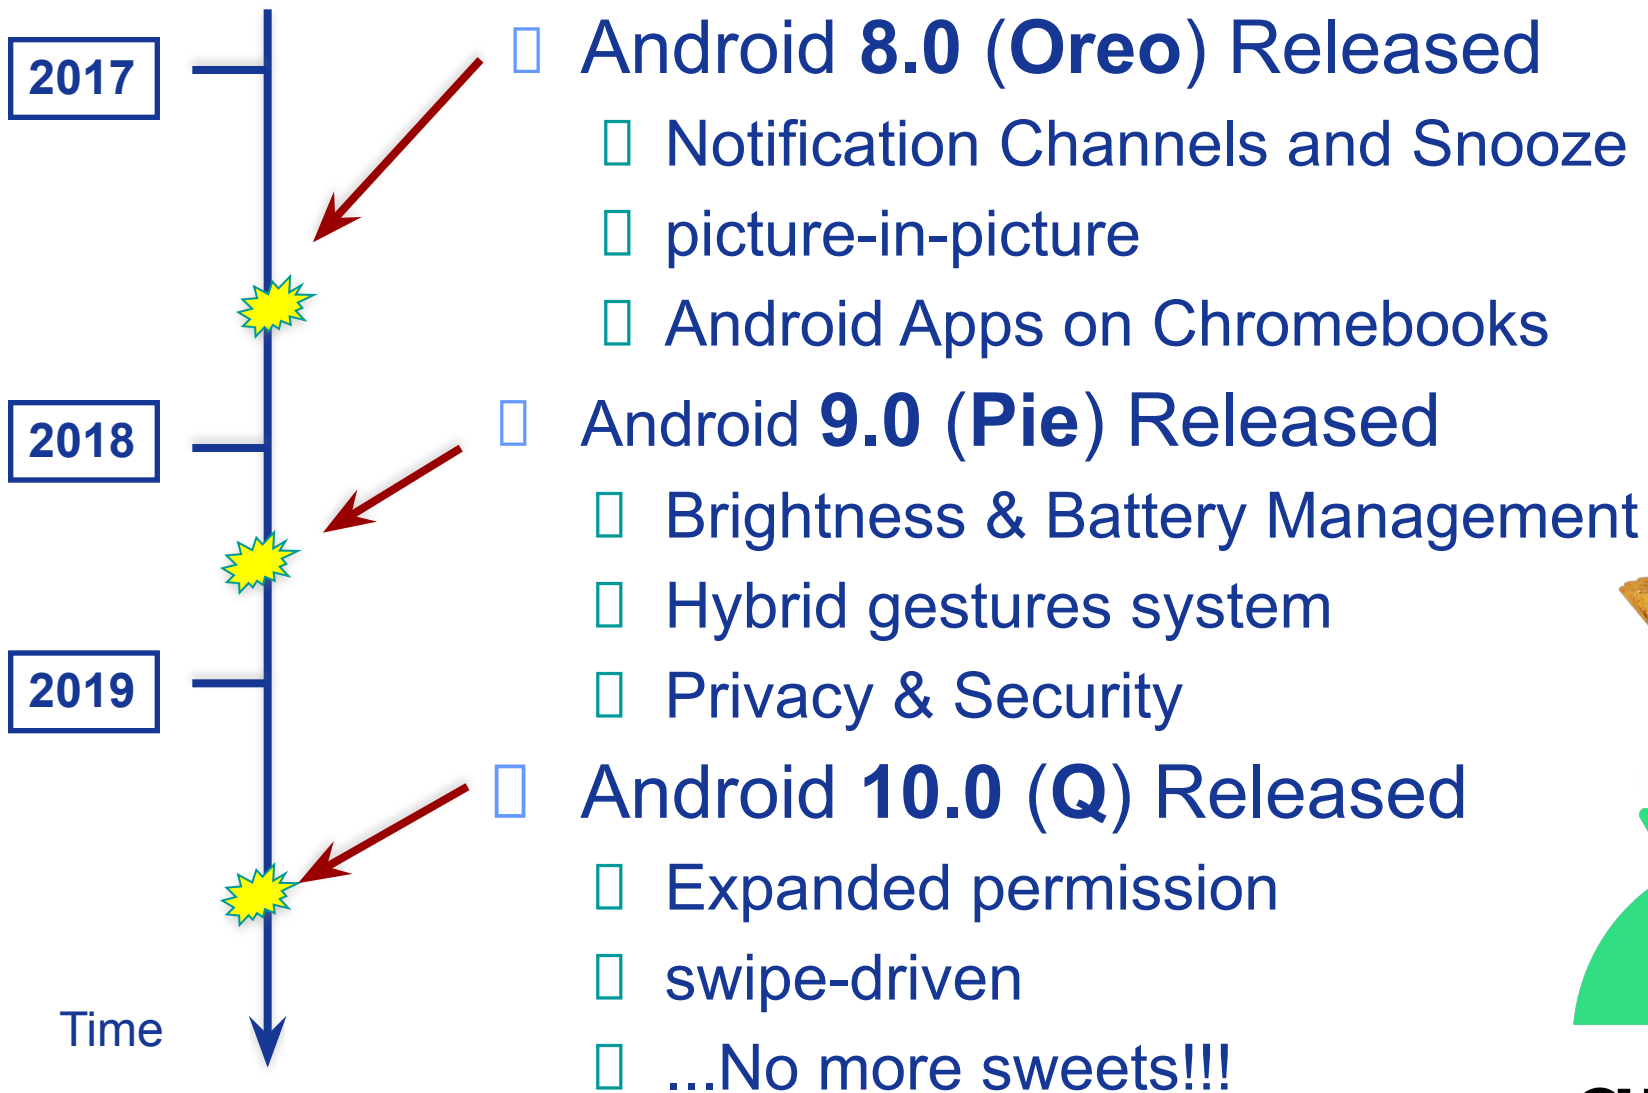 2017
Android 8.0 (Oreo) Released
Notification Channels and Snooze
picture-in-picture
Android Apps on Chromebooks
2018
Android 9.0 (Pie) Released
Brightness & Battery Management
Hybrid gestures system
2019
Privacy & Security
Android 10.0 (Q) Released
Expanded permission
swipe-driven
Time
...No more sweets!!!